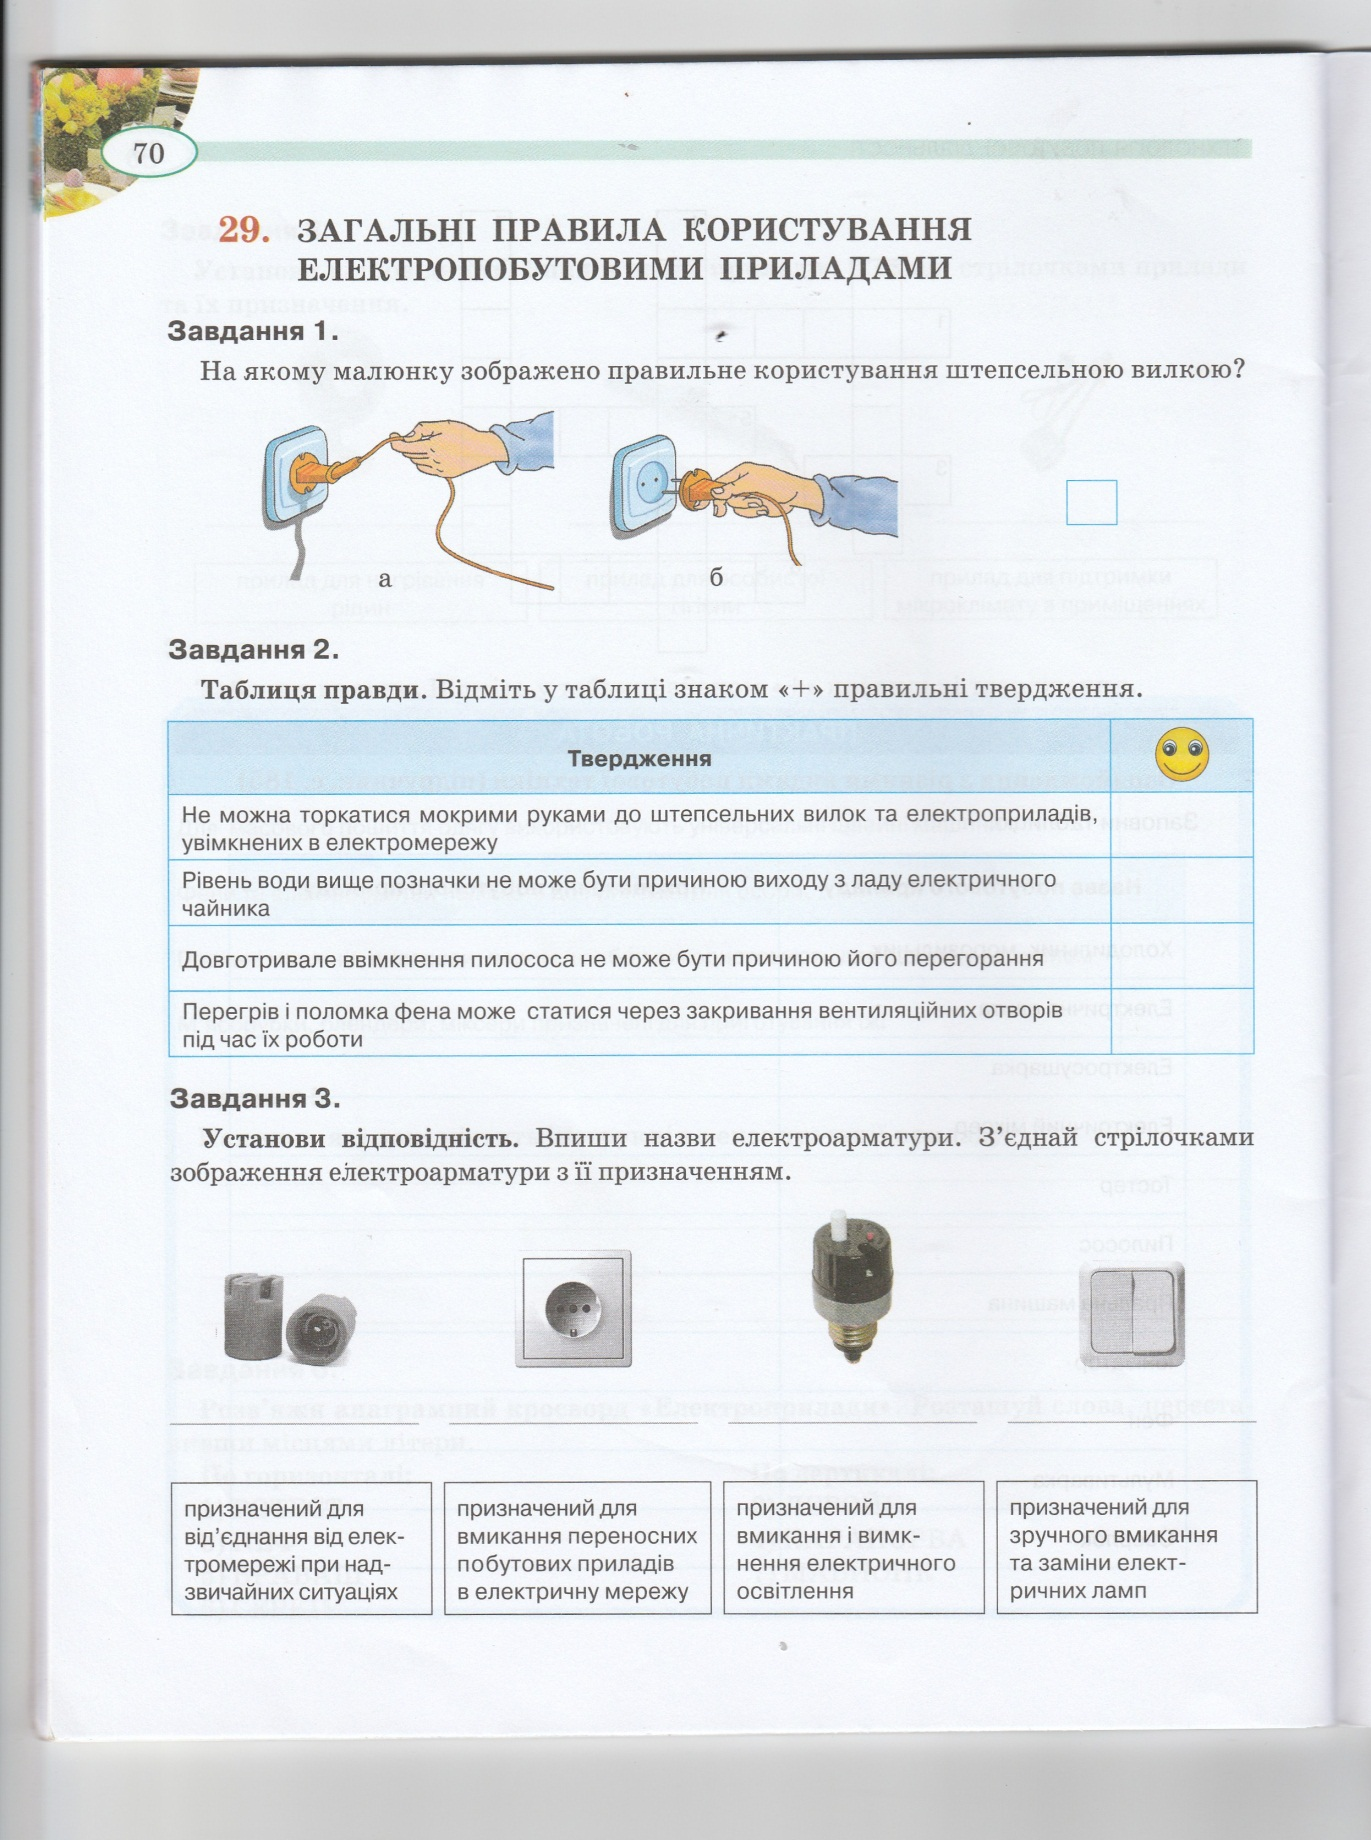 70
29. ЗАГАЛЬНІ ПРАВИЛА КОРИСТУВАННЯ
ЕЛЕКТРОПОБУТОВИМИ ПРИЛАДАМИ
Завдання 1.
На якому малюнку зображено правильне користування штепсельною вилкою?
а
б
Завдання 2.
Таблиця правди. Відміть у таблиці знаком «+» правильні твердження.
Твердження
Не можна торкатися мокрими руками до штепсельних вилок та електроприладів,
увімкнених в електромережу
Рівень води вище позначки не може бути причиною виходу з ладу електричного
чайника
Довготривале ввімкнення пилососа не може бути причиною його перегорання
Перегрів і поломка фена може статися через закривання вентиляційних отворів
під час їх роботи
Завдання 3.
Установи відповідність. Впиши назви електроарматури. З’єднай стрілочками
зображення електроарматури з її призначенням.
призначений для
від’єднання від елек-
тромережі при над-
звичайних ситуаціях
призначений для
вмикання переносних
побутових приладів
в електричну мережу
призначений для
вмикання і вимк-
нення електричного
освітлення
призначений для
зручного вмикання
та заміни елект-
ричних ламп